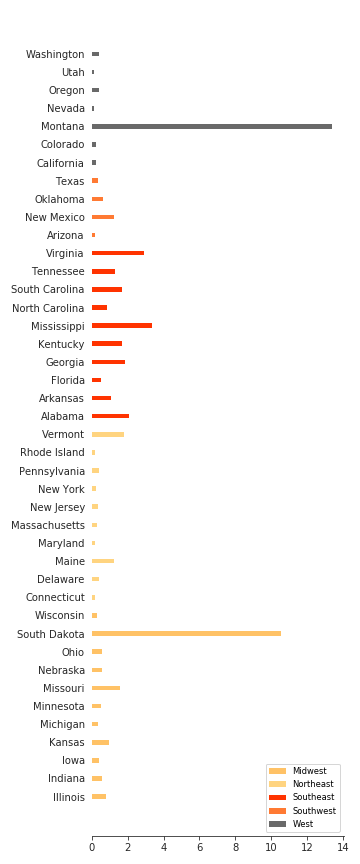 Washington
Utah
Oregon
Nevada
Montana
Colorado
California
Texas
Oklahoma
New Mexico
Arizona
Virginia
Tennessee
South Carolina
North Carolina
Mississippi
Kentucky
Georgia
Florida
Arkansas
Alabama
Vermont
Rhode Island
Pennsylvania
New York
New Jersey
Massachusetts
Maryland
Maine
Delaware
Connecticut
Wisconsin
South Dakota
Ohio
Nebraska
Missouri
Minnesota
Michigan
Kansas
Iowa
Indiana
Illinois
Midwest
Northeast
Southeast
Southwest
West
0 2 4 6 8 10 12 14